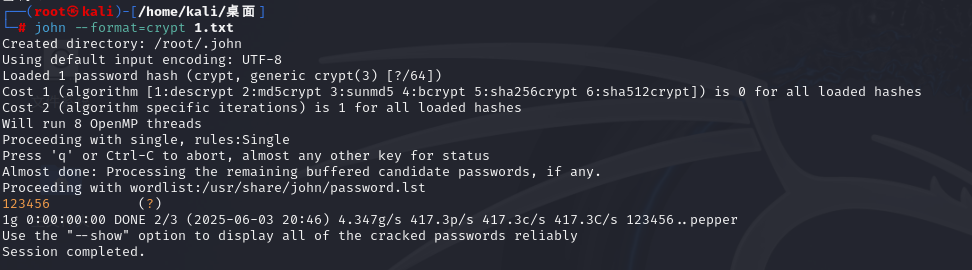 ┌──(root㉿kali)-[/home/kali/桌面]
└─# john --format=crypt 1.txt
Created directory: /root/.john
Using default input encoding: UTF-8
Loaded 1 password hash (crypt, generic crypt(3) [?/64])
Cost 1 (algorithm [1:descrypt 2:md5crypt 3:sunmd5 4:bcrypt 5:sha256crypt 6:sha512crypt]) is 0 for all loaded hashes
Cost 2 (algorithm specific iterations) is 1 for all loaded hashes
Will run 8 OpenMP threads
Proceeding with single, rules:Single
Press 'q' or Ctrl-C to abort, almost any other key for status
Almost done: Processing the remaining buffered candidate passwords, if any.
Proceeding with wordlist:/usr/share/john/password.lst
123456           (?)
1g 0:00:00:00 DONE 2/3 (2025-06-03 20:46) 4.347g/s 417.3p/s 417.3c/s 417.3C/s 123456..pepper
Use the "--show" option to display all of the cracked passwords reliably
Session completed.